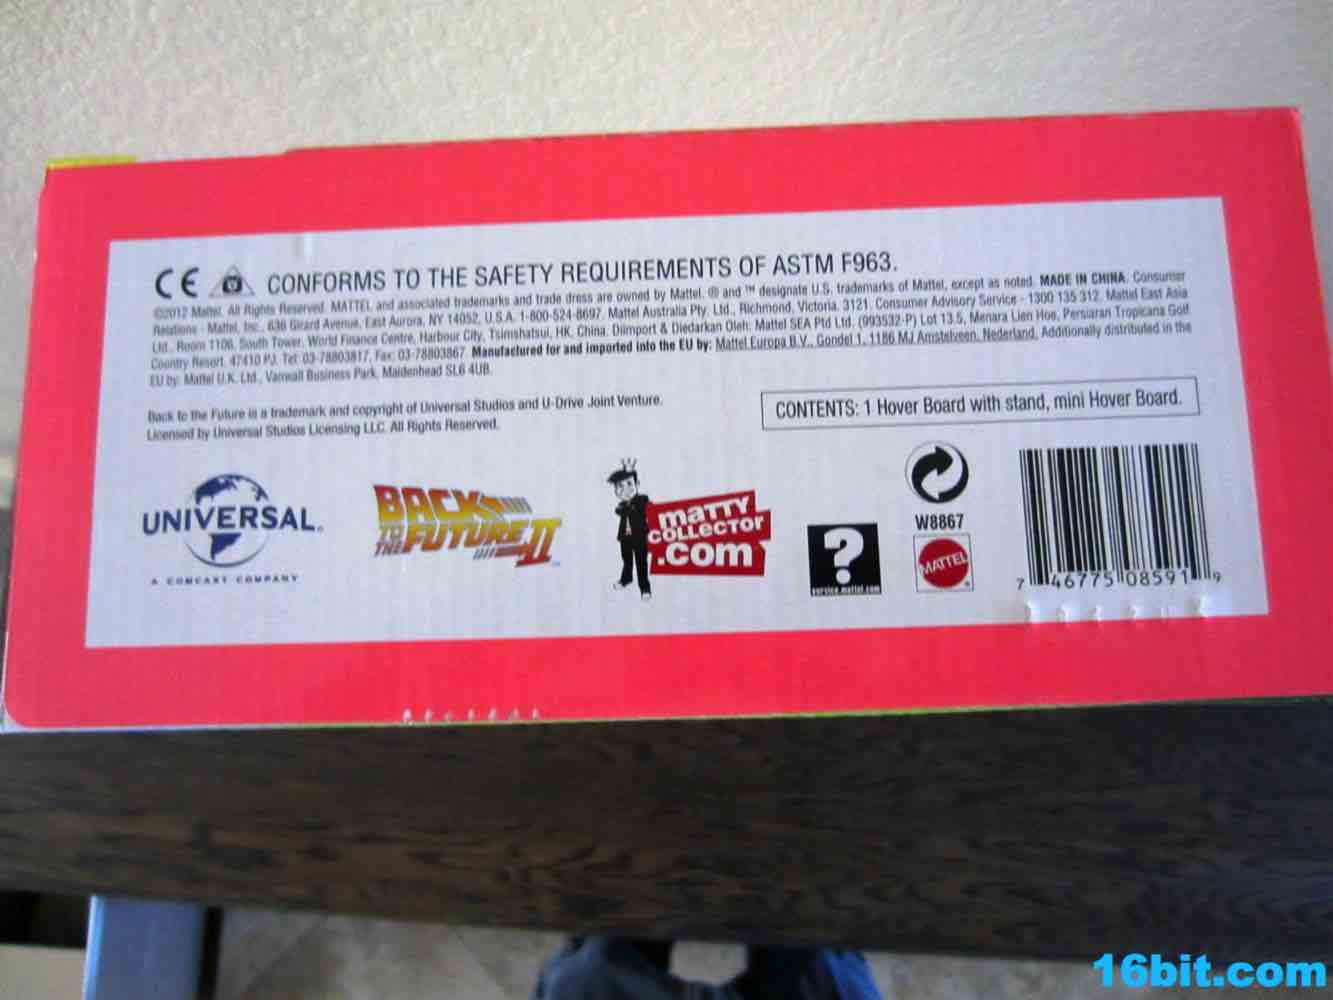 CE CONFORMS TO THE SAFETY REQUIREMENTS OF ASTM F963.
©2012 Mattel. All Rights Reserved. MATTEL and associated trademarks and trade dress are owned by Mattel. ® and ™ designate U.S. trademarks of Mattel, except as noted. MADE IN CHINA. Consumer
Relations - Mattel, Inc., 636 Girard Avenue, East Aurora, NY 14052, U.S.A. 1-800-524-8697. Mattel Australia Pty. Ltd., Richmond, Victoria. 3121. Consumer Advisory Service - 1300 135 312. Mattel East Asia
Ltd., Room 1106, South Tower, World Finance Centre, Harbour City, Tsimshatsui, HK, China. Diimport & Diedarkan Oleh: Mattel SEA Ptd Ltd. (993532-P) Lot 13.5, Menara Lien Hoe, Persiaran Tropicana Golf
Country Resort, 47410 PJ. Tel: 03-78803817, Fax: 03-78803867. Manufactured for and imported into the EU by: Mattel Europa B.V., Gondel 1, 1186 MJ Amstelveen, Nederland. Additionally distributed in the
EU by: Mattel U.K. Ltd., Vanwall Business Park, Maidenhead SL6 4UB.
Back to the Future is a trademark and copyright of Universal Studios and U-Drive Joint Venture.
Licensed by Universal Studios Licensing LLC. All Rights Reserved.
CONTENTS: 1 Hover Board with stand, mini Hover Board.
UNIVERSAL®
A COMCAST COMPANY
BACK
TO
THE FUTURE II™
MATTY
COLLECTOR
.com
?
service.mattel.com
W8867
MATTEL®
7 46775 08591 9
16bit.com